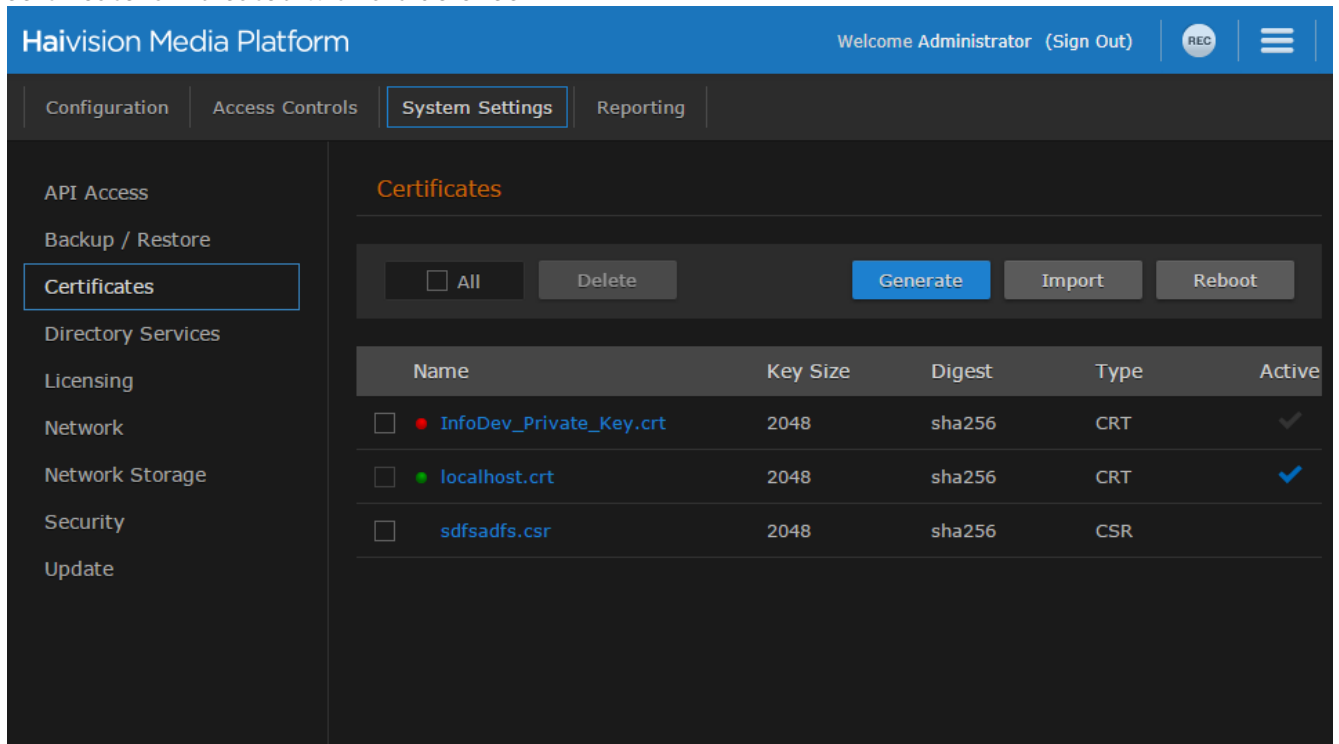 Haivision Media Platform Welcome Administrator (Sign Out) REC
Configuration Access Controls System Settings Reporting
API Access
Backup / Restore
Certificates
Directory Services
Licensing
Network
Network Storage
Security
Update
Certificates
All Delete Generate Import Reboot
Name Key Size Digest Type Active
InfoDev_Private_Key.crt 2048 sha256 CRT
localhost.crt 2048 sha256 CRT
sdfsadfs.csr 2048 sha256 CSR